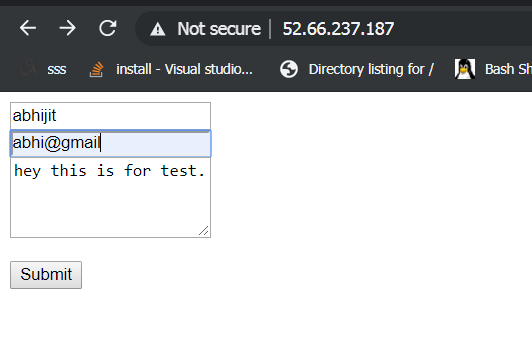 Not secure | 52.66.237.187
sss install - Visual studio... Directory listing for / Bash Sh
abhijit
abhi@gmail
hey this is for test.
Submit